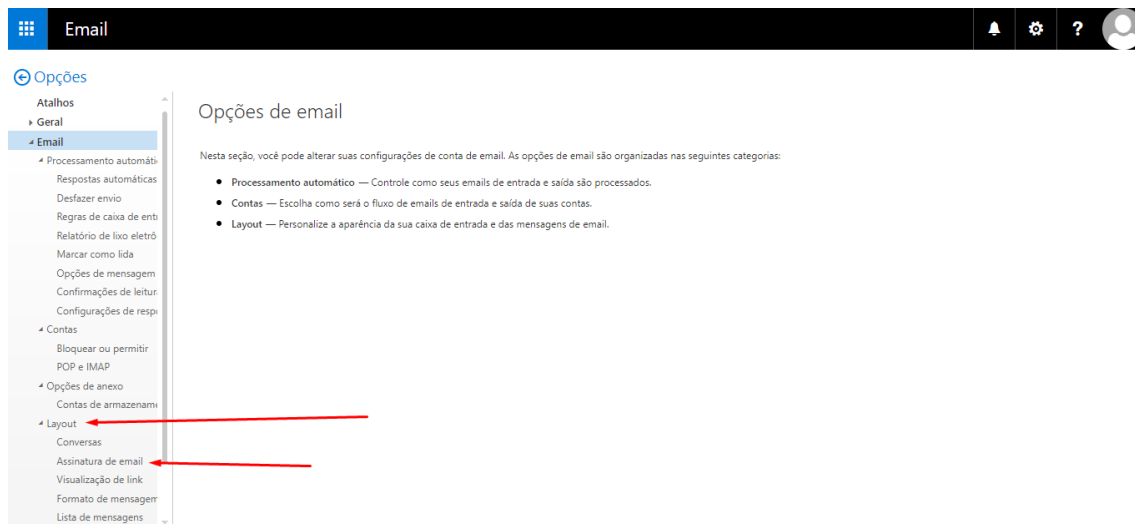 Email
?
Opções
Atalhos
Geral
Email
Processamento automáti
Respostas automáticas
Desfazer envio
Regras de caixa de entr
Relatório de lixo eletrô
Marcar como lida
Opções de mensagem
Confirmações de leitur
Configurações de resp
Contas
Bloquear ou permitir
POP e IMAP
Opções de anexo
Contas de armazename
Layout
Conversas
Assinatura de email
Visualização de link
Formato de mensagem
Lista de mensagens
Opções de email
Nesta seção, você pode alterar suas configurações de conta de email. As opções de email são organizadas nas seguintes categorias:
Processamento automático — Controle como seus emails de entrada e saída são processados.
Contas — Escolha como será o fluxo de emails de entrada e saída de suas contas.
Layout — Personalize a aparência da sua caixa de entrada e das mensagens de email.